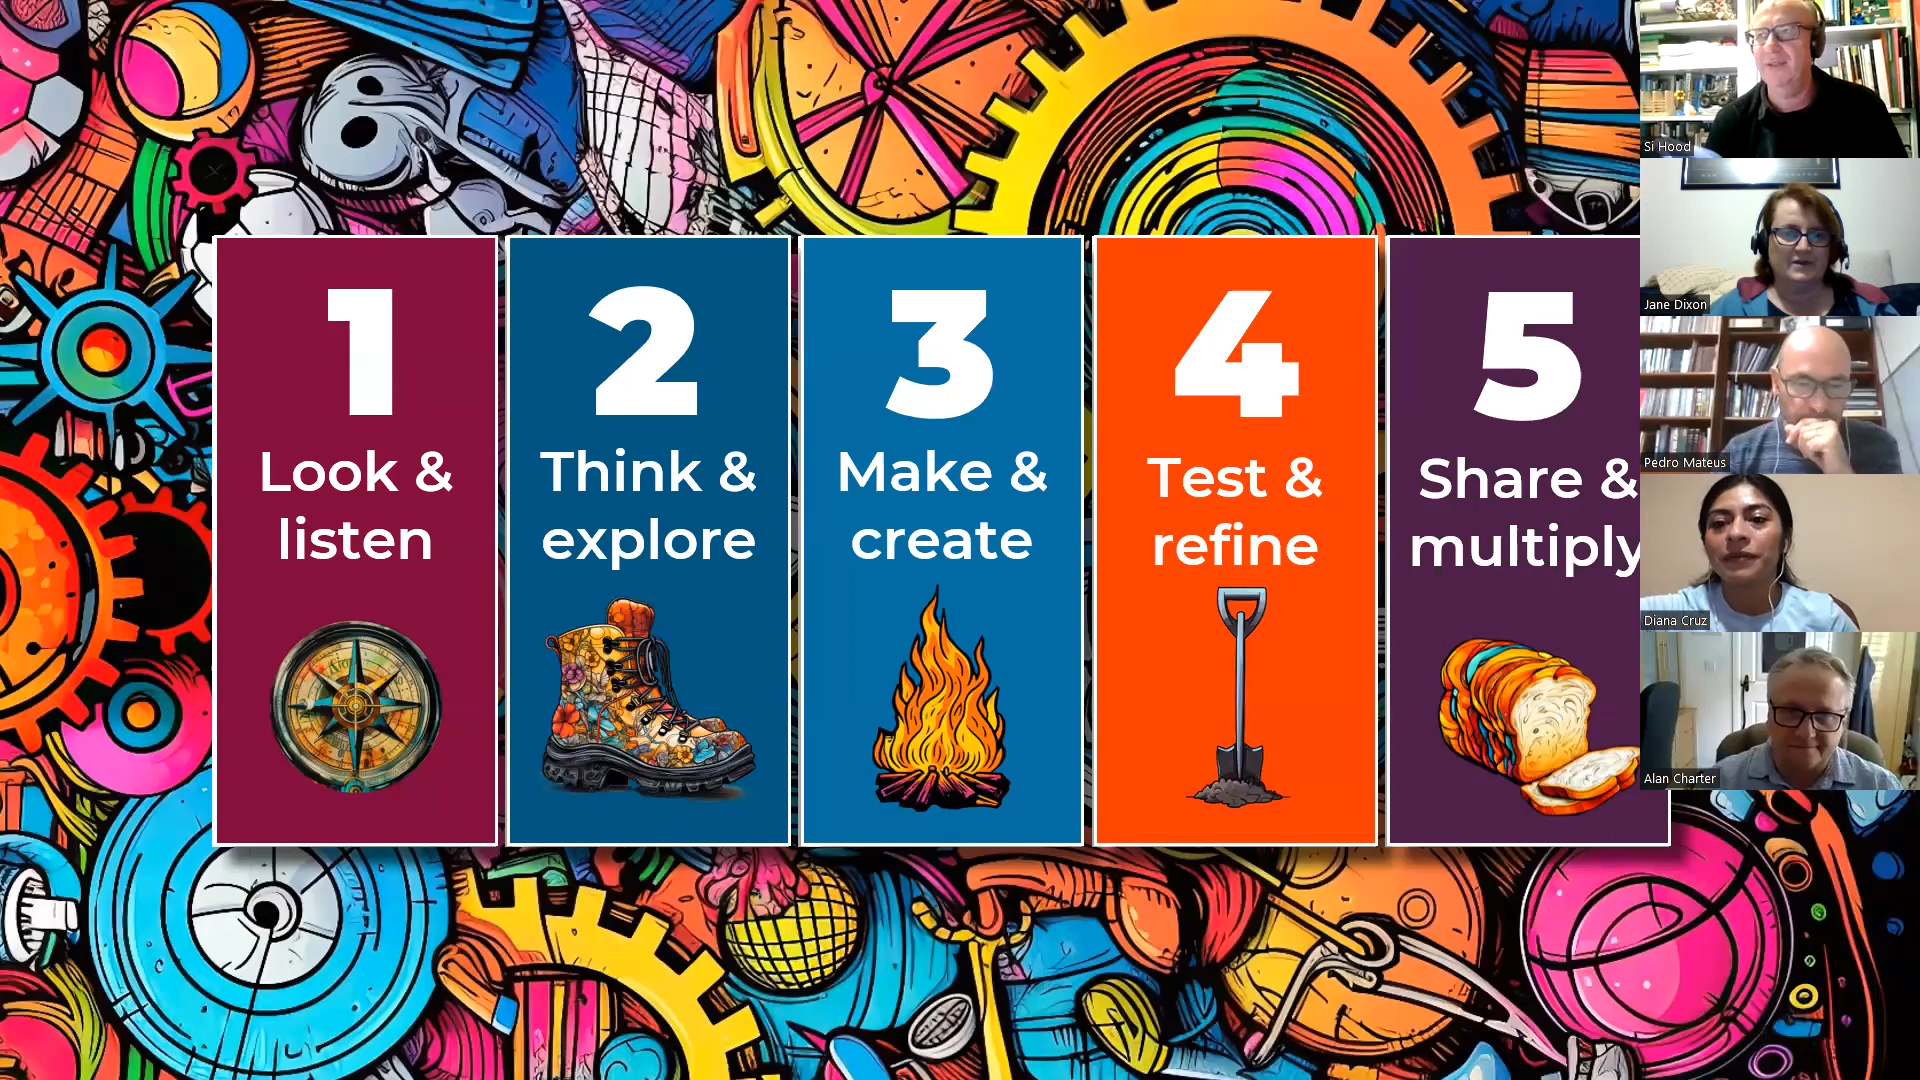 1
Look &
listen
2
Think &
explore
3
Make &
create
4
Test &
refine
5
Share &
multiply
Si Hood
Jane Dixon
Pedro Mateus
Diana Cruz
Alan Charter